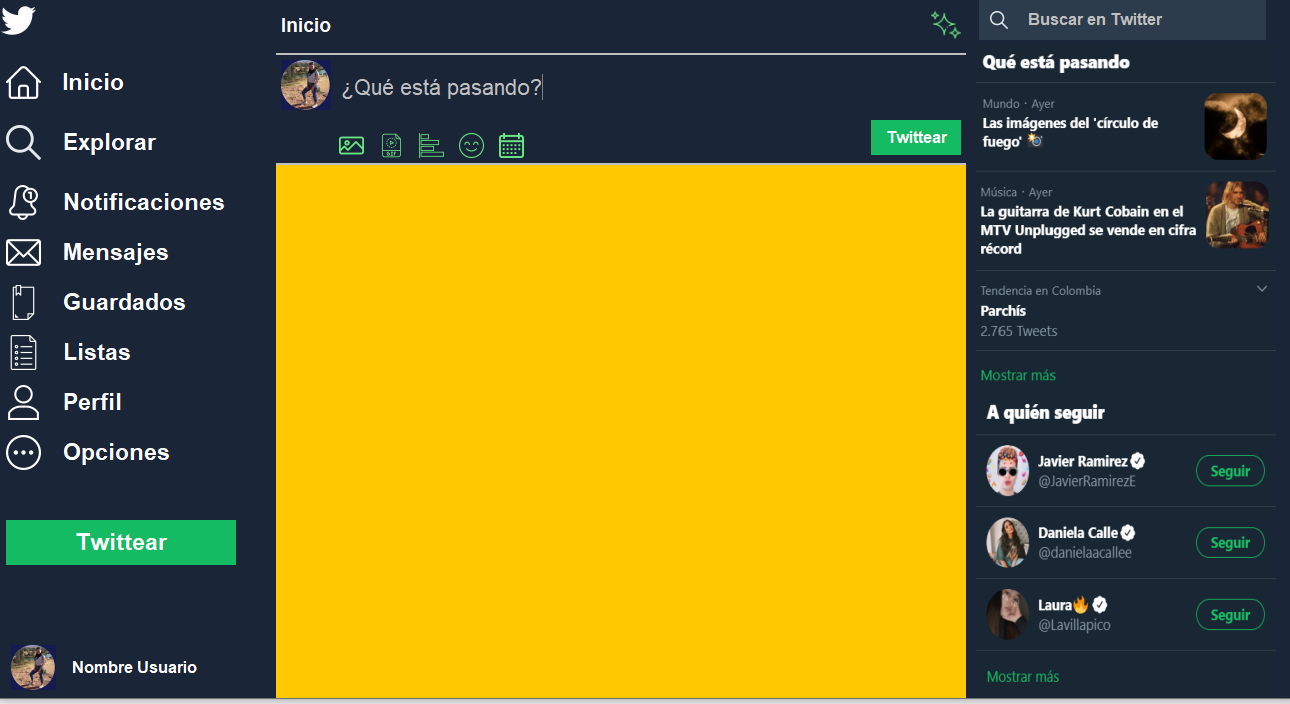 Inicio
Explorar
Notificaciones
Mensajes
Guardados
Listas
Perfil
Opciones
Twittear
Nombre Usuario
Inicio
¿Qué está pasando?
GIF
Twittear
Buscar en Twitter
Qué está pasando
Mundo · Ayer
Las imágenes del 'círculo de
fuego' 📸
Música · Ayer
La guitarra de Kurt Cobain en el
MTV Unplugged se vende en cifra
récord
Tendencia en Colombia
Parchís
2.765 Tweets
Mostrar más
A quién seguir
Javier Ramirez
@JavierRamirezE
Seguir
Daniela Calle
@danielaacallee
Seguir
Laura🔥
@Lavillapico
Seguir
Mostrar más